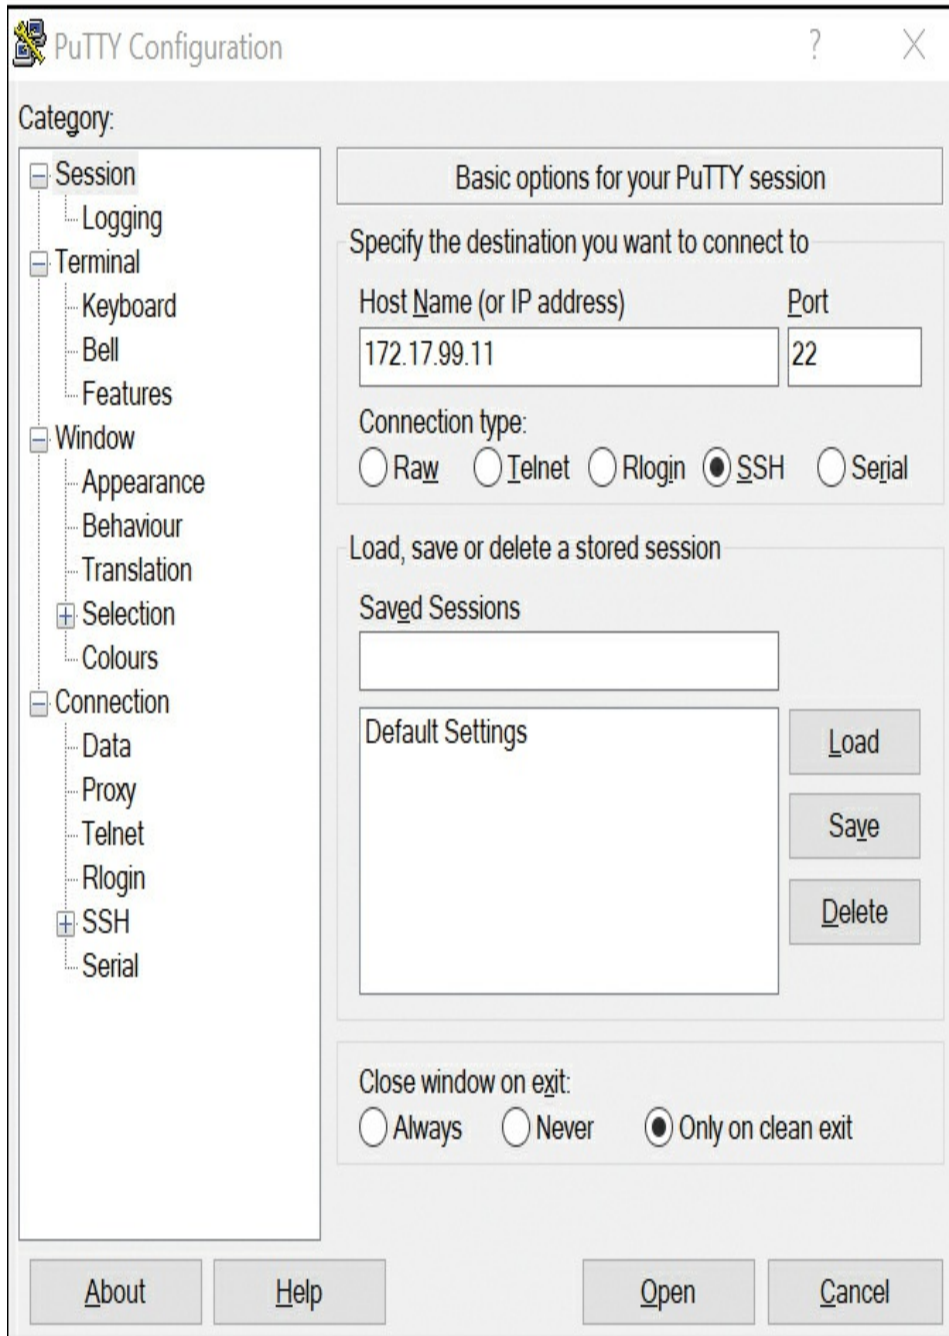 PuTTY Configuration
?
Category:
Session
Logging
Terminal
Keyboard
Bell
Features
Window
Appearance
Behaviour
Translation
Selection
Colours
Connection
Data
Proxy
Telnet
Rlogin
SSH
Serial
Basic options for your PuTTY session
Specify the destination you want to connect to
Host Name (or IP address) Port
172.17.99.11 22
Connection type:
Raw Telnet Rlogin SSH Serial
Load, save or delete a stored session
Saved Sessions
Default Settings
Load
Save
Delete
Close window on exit:
Always Never Only on clean exit
About Help Open Cancel